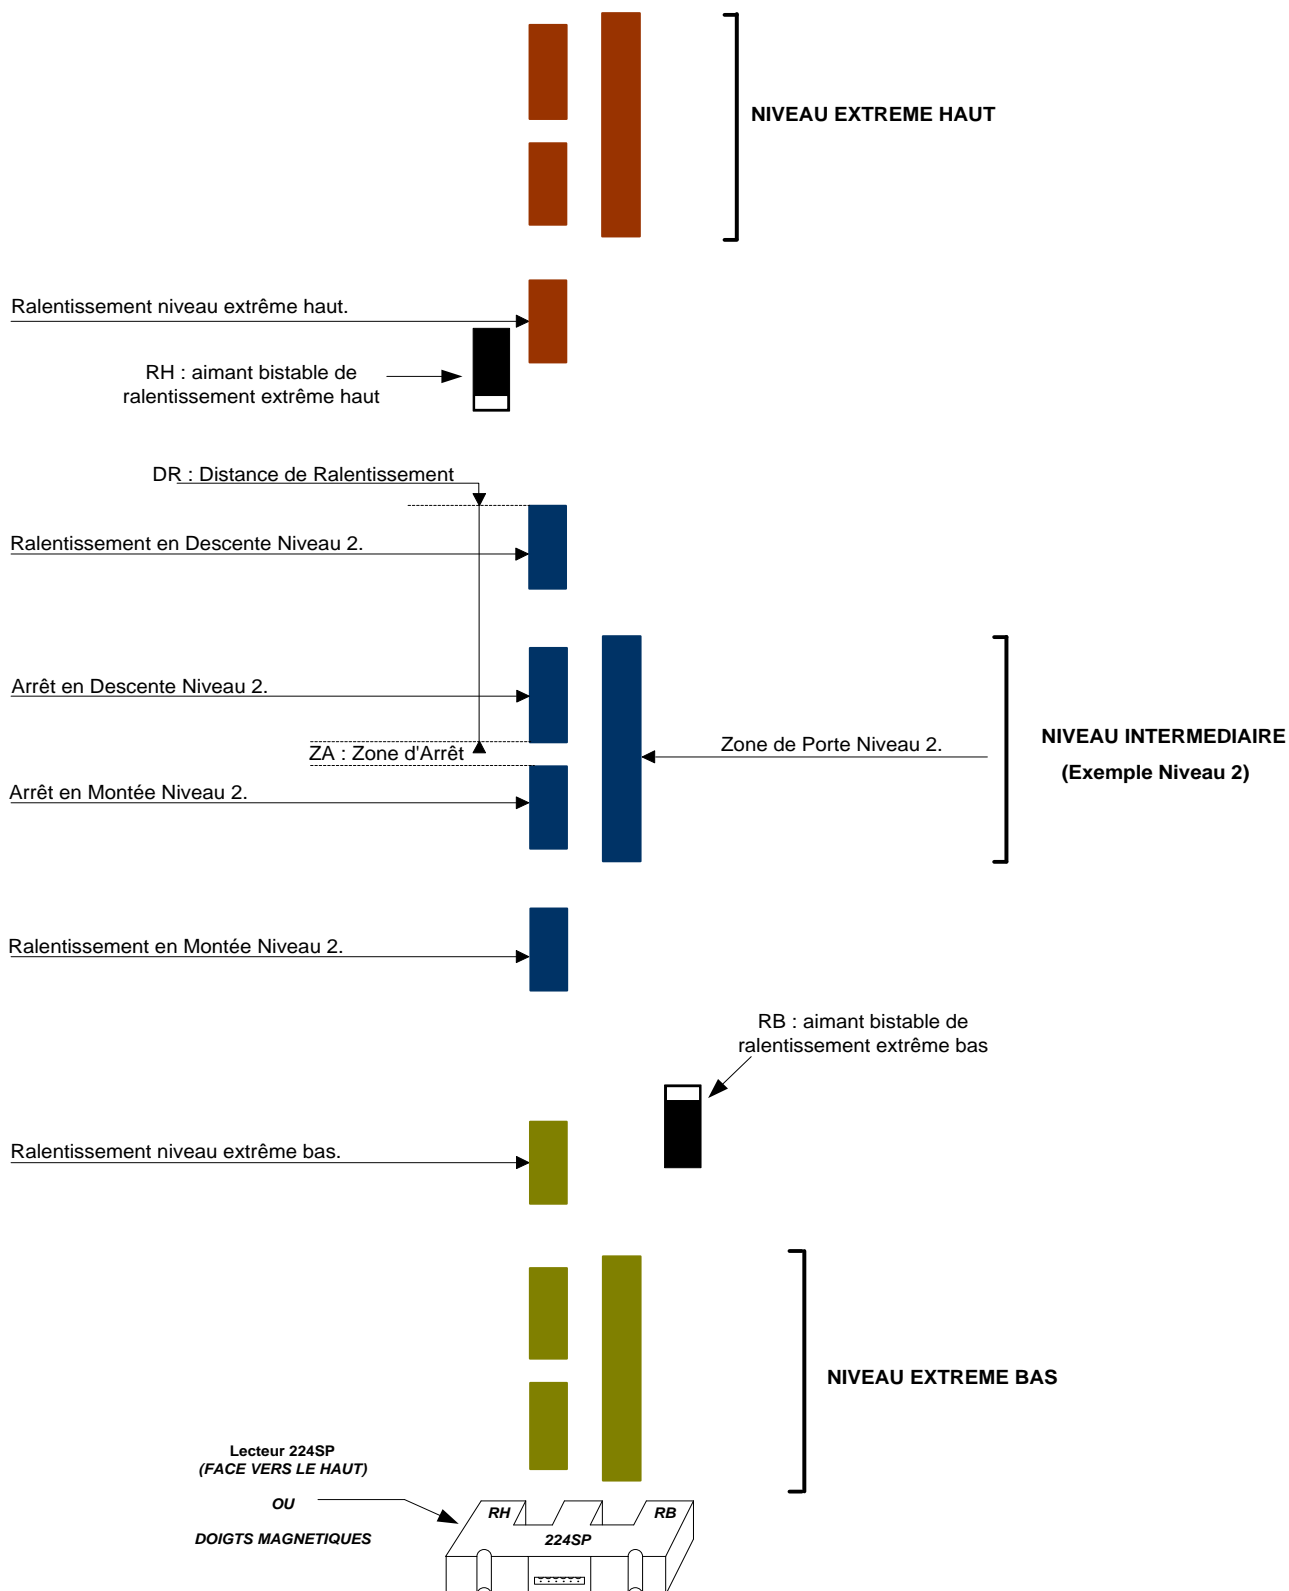 NIVEAU EXTREME HAUT
Ralentissement niveau extrême haut.
RH : aimant bistable de
ralentissement extrême haut
DR : Distance de Ralentissement
Ralentissement en Descente Niveau 2.
Arrêt en Descente Niveau 2.
ZA : Zone d'Arrêt
Zone de Porte Niveau 2.
NIVEAU INTERMEDIAIRE
(Exemple Niveau 2)
Arrêt en Montée Niveau 2.
Ralentissement en Montée Niveau 2.
RB : aimant bistable de
ralentissement extrême bas
Ralentissement niveau extrême bas.
NIVEAU EXTREME BAS
Lecteur 224SP
(FACE VERS LE HAUT)
OU
DOIGTS MAGNETIQUES
RH
RB
224SP